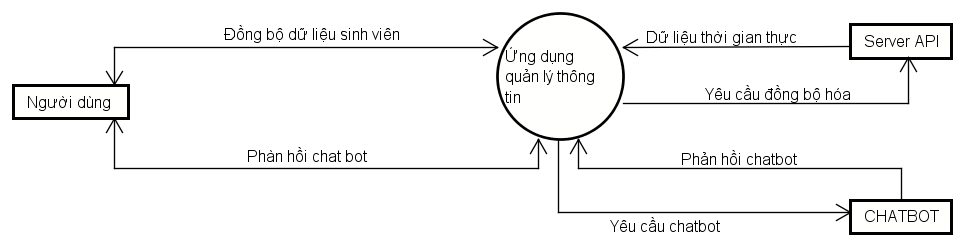 Đồng bộ dữ liệu sinh viên
Dữ liệu thời gian thực
Server API
Ứng dụng
quản lý thông
tin
Người dùng
Yêu cầu đồng bộ hóa
Phàn hồi chat bot
Phản hồi chatbot
CHATBOT
Yêu cầu chatbot